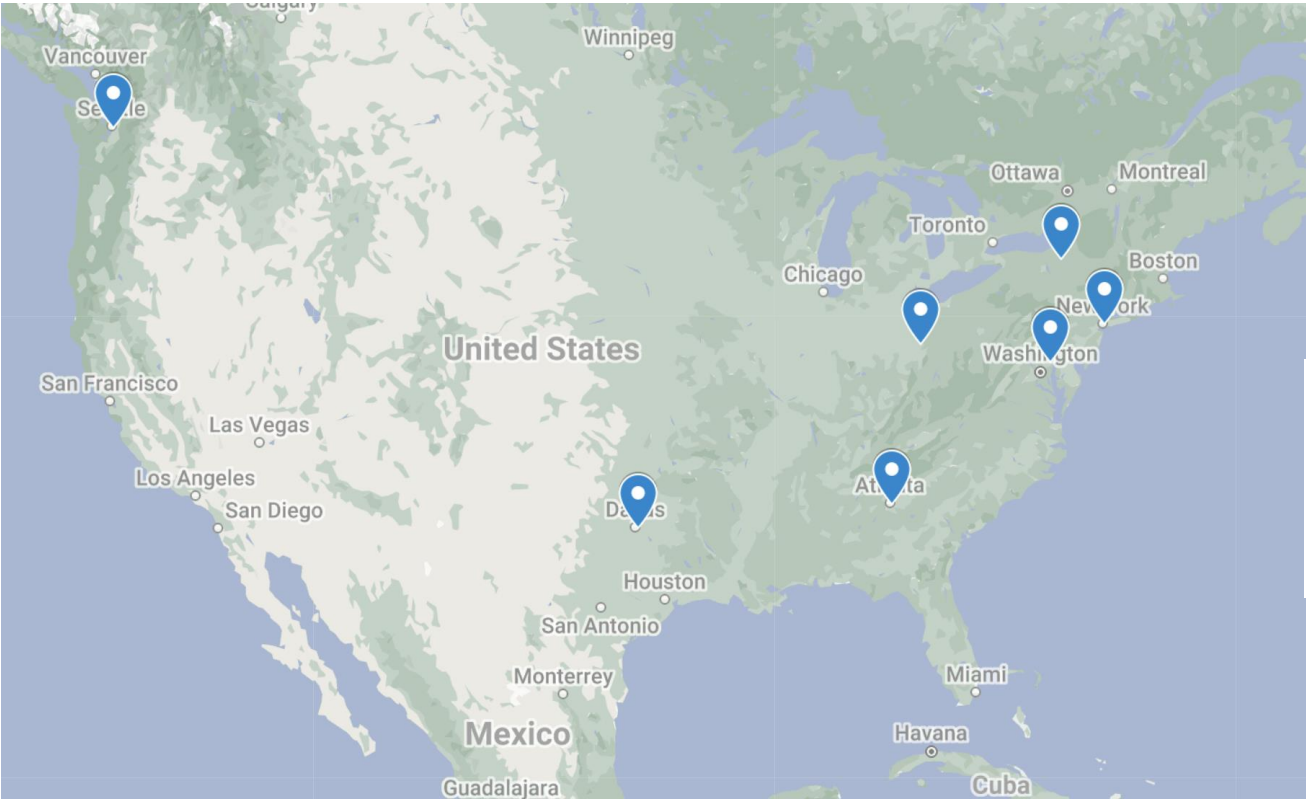 Calgary
Winnipeg
Vancouver
Seattle
Ottawa
Montreal
Toronto
Boston
Chicago
New York
United States
Washington
San Francisco
Las Vegas
Los Angeles
Atlanta
San Diego
Dallas
Houston
San Antonio
Monterrey
Miami
Mexico
Havana
Guadalajara
Cuba